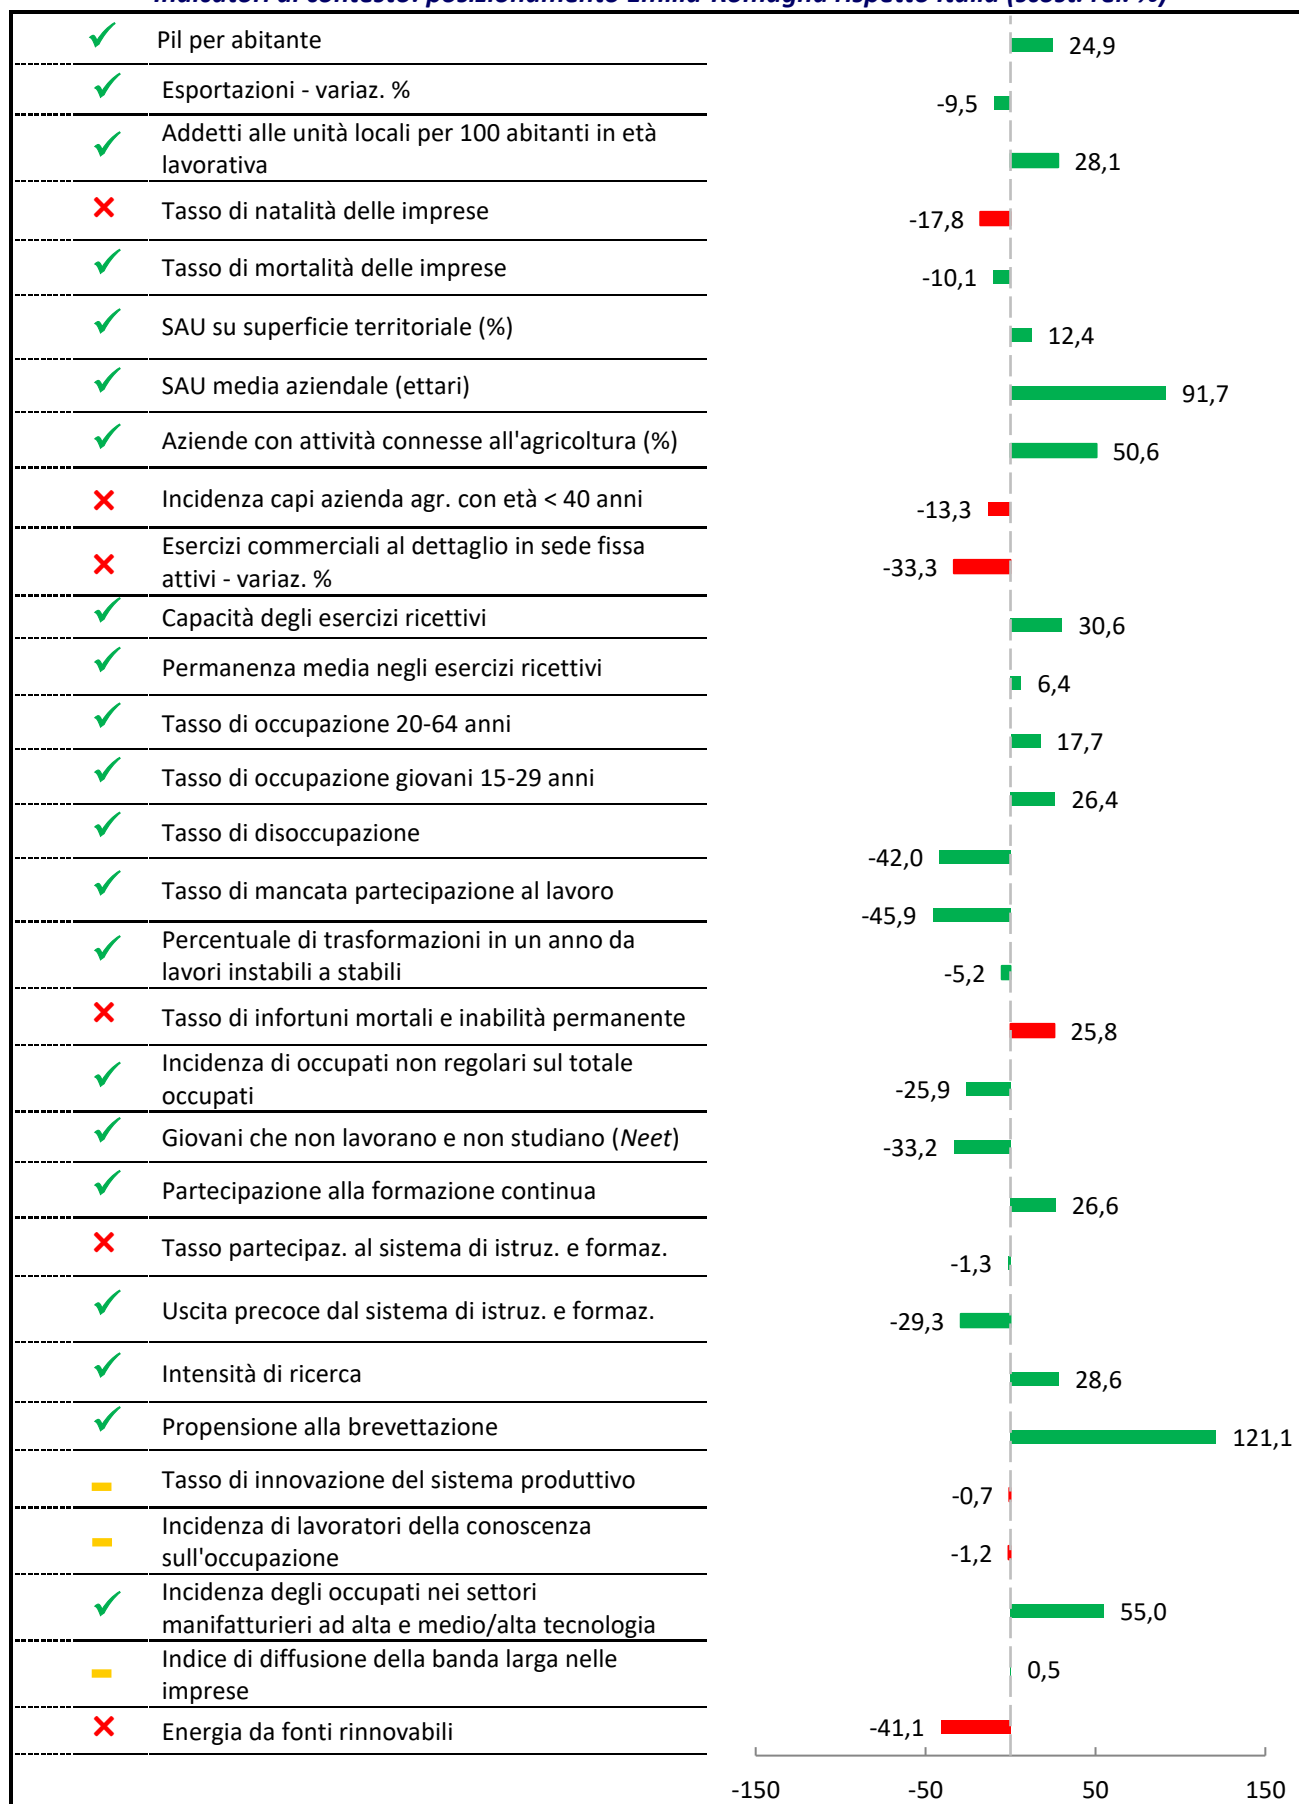 Indicatori di contesto: posizionamento Emilia-Romagna rispetto Italia (scost. rel. %)
Pil per abitante
24,9
Esportazioni - variaz. %
-9,5
Addetti alle unità locali per 100 abitanti in età
lavorativa
28,1
Tasso di natalità delle imprese
-17,8
Tasso di mortalità delle imprese
-10,1
SAU su superficie territoriale (%)
12,4
SAU media aziendale (ettari)
91,7
Aziende con attività connesse all'agricoltura (%)
50,6
Incidenza capi azienda agr. con età < 40 anni
-13,3
Esercizi commerciali al dettaglio in sede fissa
attivi - variaz. %
-33,3
Capacità degli esercizi ricettivi
30,6
Permanenza media negli esercizi ricettivi
6,4
Tasso di occupazione 20-64 anni
17,7
Tasso di occupazione giovani 15-29 anni
26,4
Tasso di disoccupazione
-42,0
Tasso di mancata partecipazione al lavoro
-45,9
Percentuale di trasformazioni in un anno da
lavori instabili a stabili
-5,2
Tasso di infortuni mortali e inabilità permanente
25,8
Incidenza di occupati non regolari sul totale
occupati
-25,9
Giovani che non lavorano e non studiano (Neet)
-33,2
Partecipazione alla formazione continua
26,6
Tasso partecipaz. al sistema di istruz. e formaz.
-1,3
Uscita precoce dal sistema di istruz. e formaz.
-29,3
Intensità di ricerca
28,6
Propensione alla brevettazione
121,1
Tasso di innovazione del sistema produttivo
-0,7
Incidenza di lavoratori della conoscenza
sull'occupazione
-1,2
Incidenza degli occupati nei settori
manifatturieri ad alta e medio/alta tecnologia
55,0
Indice di diffusione della banda larga nelle
imprese
0,5
Energia da fonti rinnovabili
-41,1
-150 -50 50 150